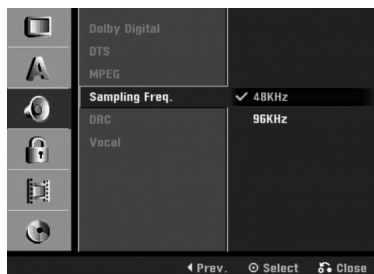 Dolby Digital
DTS
MPEG
Sampling Freq.
✓ 48KHz
96KHz
DRC
Vocal
A
Prev.
Select
Close